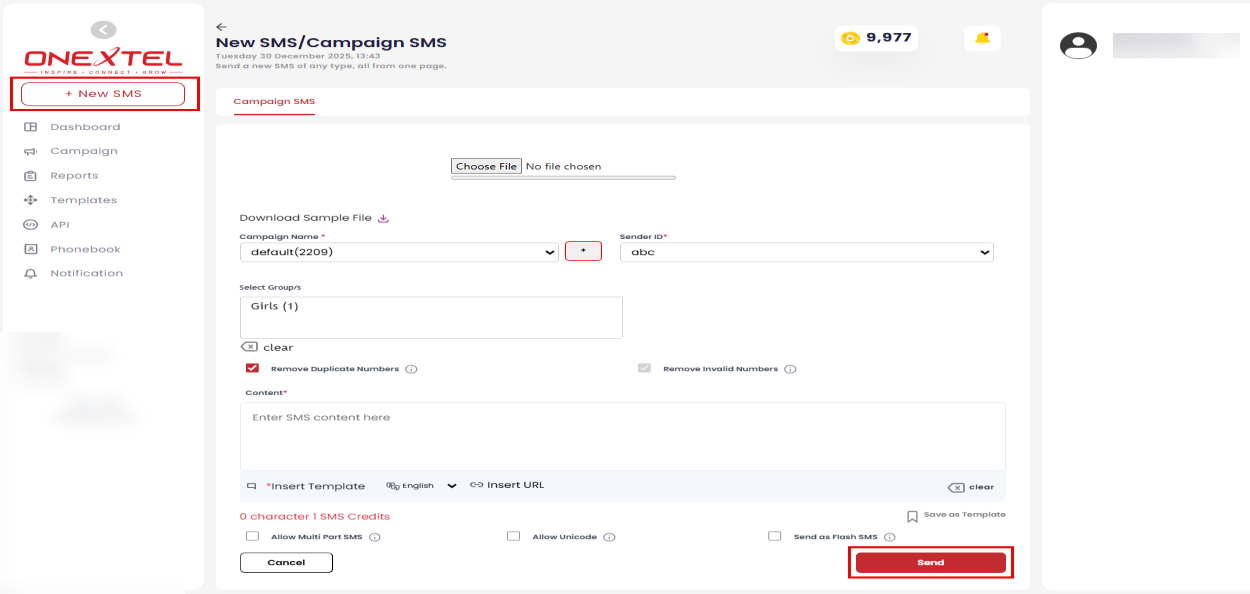 ONEXTEL
INSPIRE • CONNECT • GROW
+ New SMS
Dashboard
Campaign
Reports
Templates
API
Phonebook
Notification
New SMS/Campaign SMS
Tuesday 30 December 2025, 13:43
Send a new SMS of any type, all from one page.
9,977
Campaign SMS
Choose File No file chosen
Download Sample File
Campaign Name * Sender ID*
default(2209) + abc
Select Group/s
Girls (1)
clear
Remove Duplicate Numbers Remove Invalid Numbers
Content*
Enter SMS content here
*Insert Template English Insert URL clear
0 character 1 SMS Credits Save as Template
Allow Multi Part SMS Allow Unicode Send as Flash SMS
Cancel Send